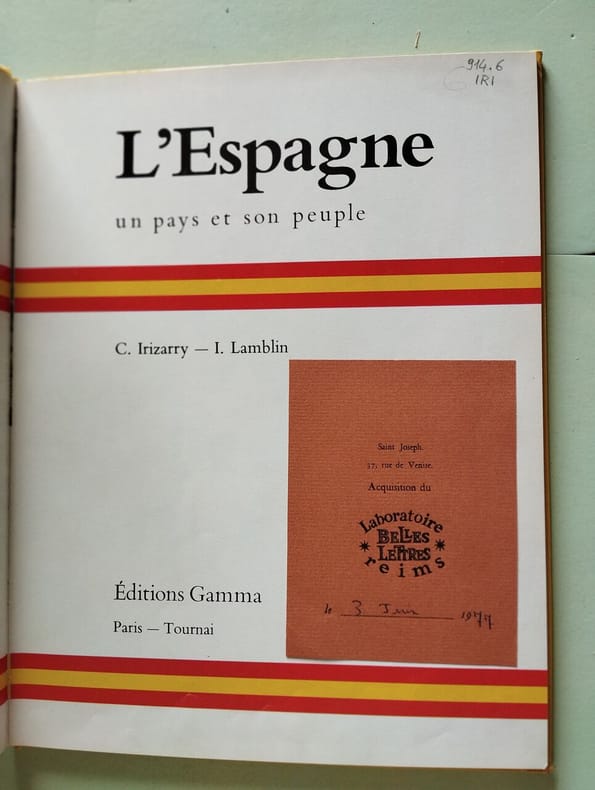 914.6
IRI
L'Espagne
un pays et son peuple
C. Irizarry — I. Lamblin
Saint Joseph.
37, rue de Venise.
Acquisition du
Laboratoire
BELLES
LETTRES
reims
le 3 Juin 1977
Éditions Gamma
Paris — Tournai